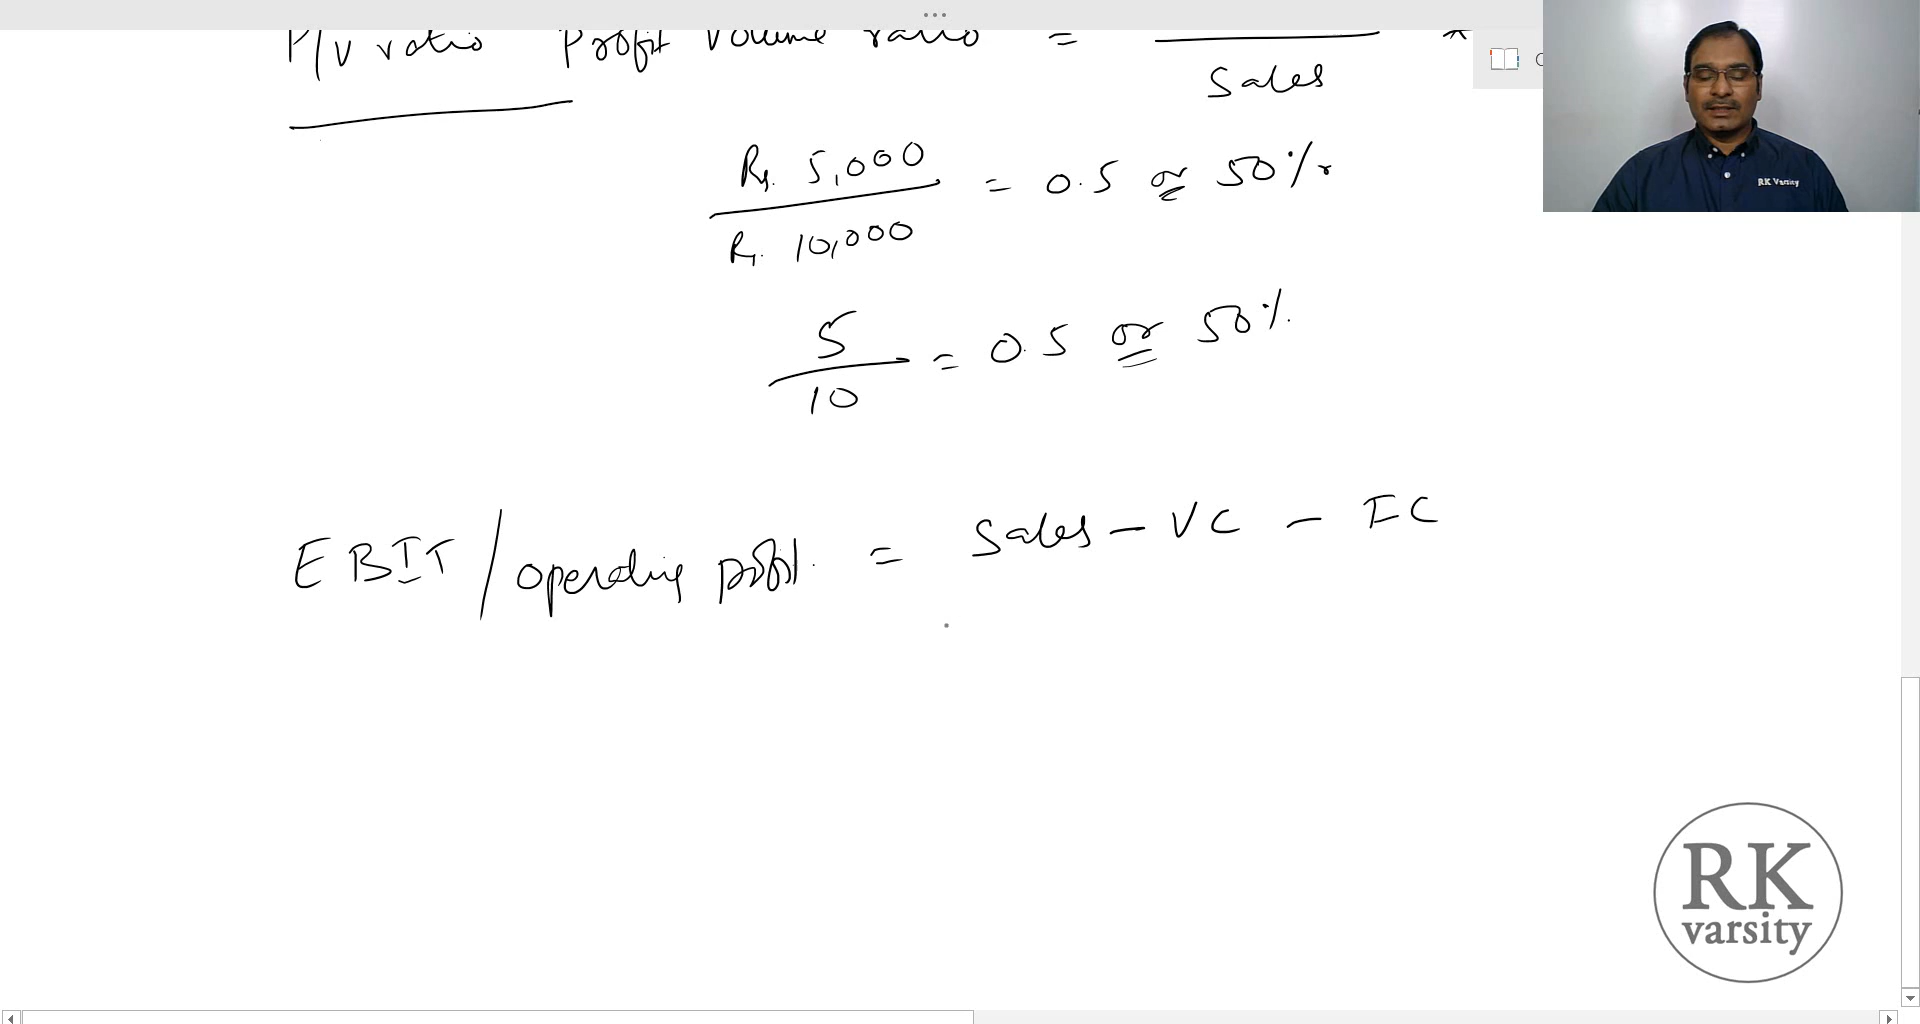 P/V ratio Profit Volume ratio =
Sales
Rs. 5,000
Rs. 10,000
= 0.5 or 50%
5
10
= 0.5 or 50%
EBIT / operating profit. = Sales - VC - FC
RK Varsity
RK
varsity